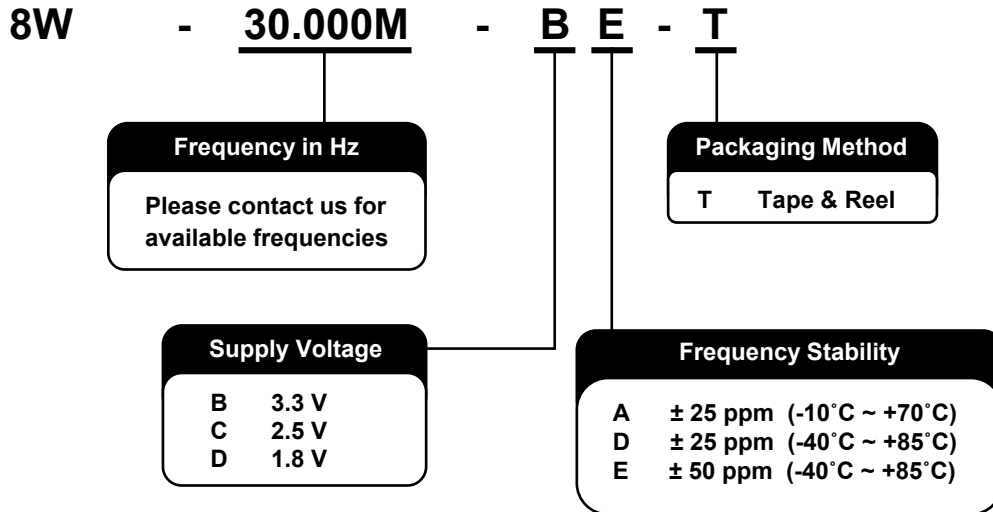 8W - 30.000M - B E - T
Frequency in Hz
Please contact us for
available frequencies
Packaging Method
T Tape & Reel
Supply Voltage
B 3.3 V
C 2.5 V
D 1.8 V
Frequency Stability
A ± 25 ppm (-10˚C ~ +70˚C)
D ± 25 ppm (-40˚C ~ +85˚C)
E ± 50 ppm (-40˚C ~ +85˚C)